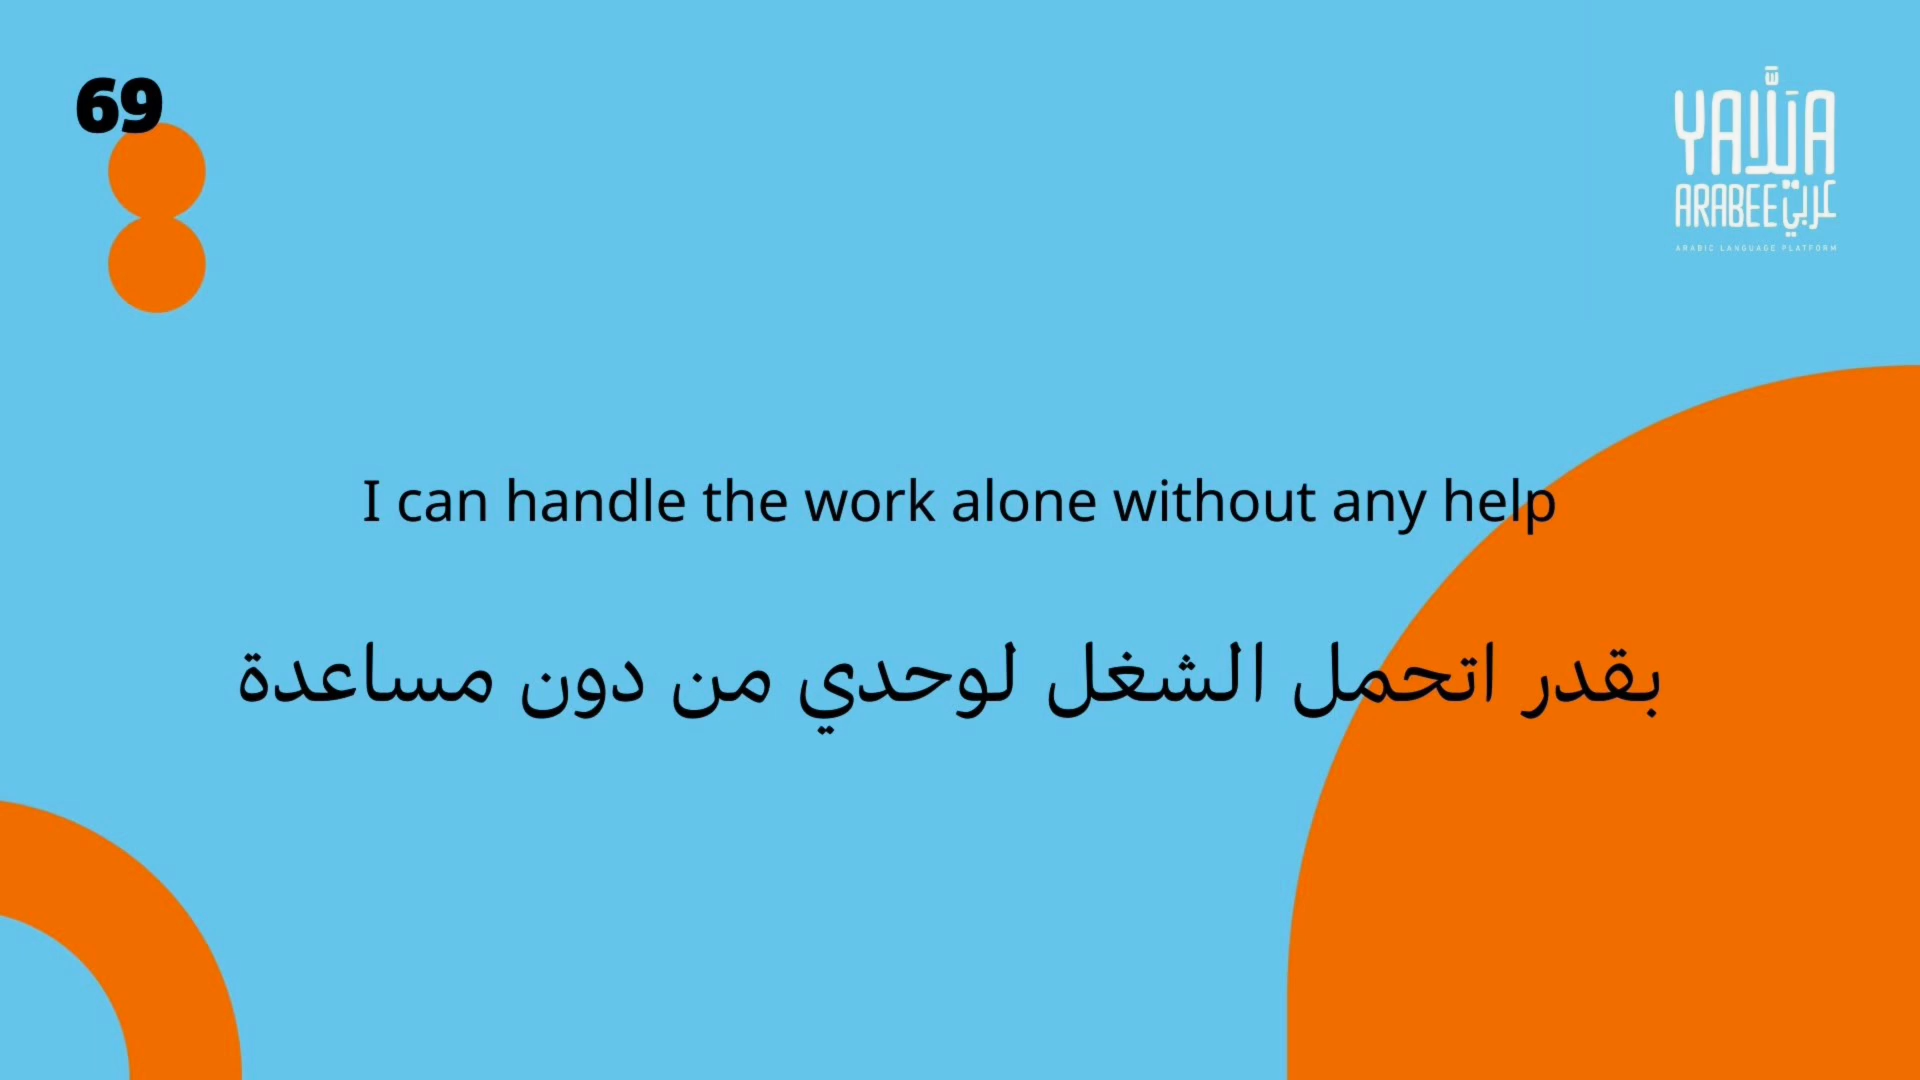 69
YAWA
ARABEE عربي
ARABIC LANGUAGE PLATFORM
I can handle the work alone without any help
بقدر اتحمل الشغل لوحدي من دون مساعدة